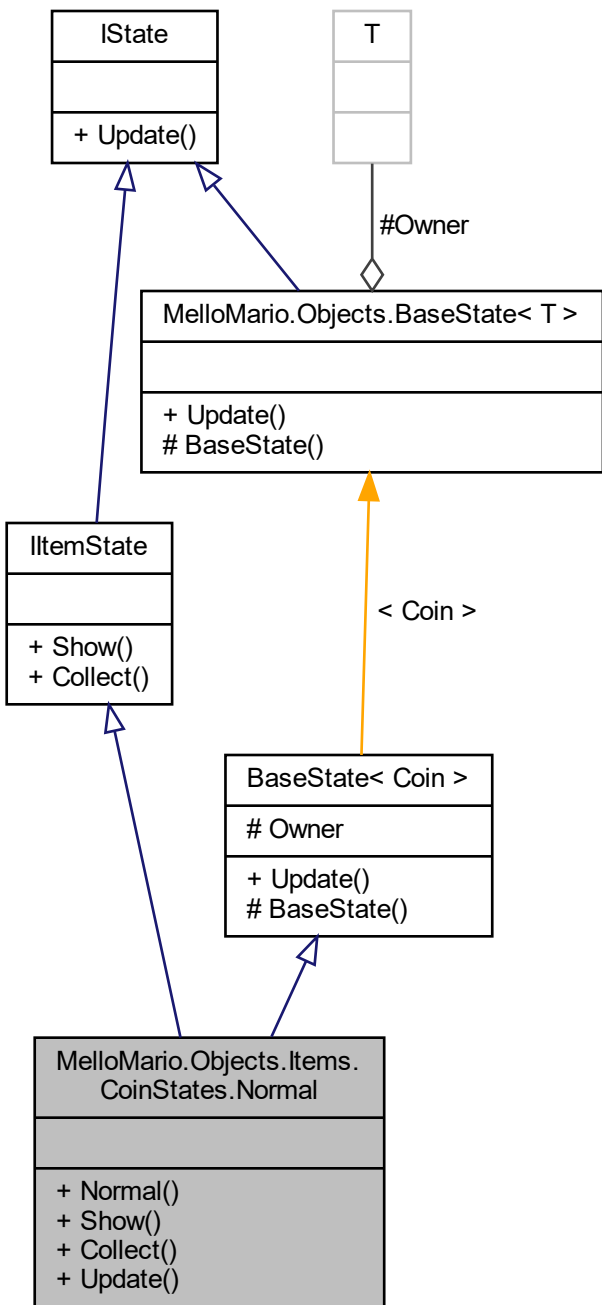 IState
+ Update()
T
#Owner
MelloMario.Objects.BaseState< T >
+ Update()
# BaseState()
IItemState
+ Show()
+ Collect()
< Coin >
BaseState< Coin >
# Owner
+ Update()
# BaseState()
MelloMario.Objects.Items.
CoinStates.Normal
+ Normal()
+ Show()
+ Collect()
+ Update()